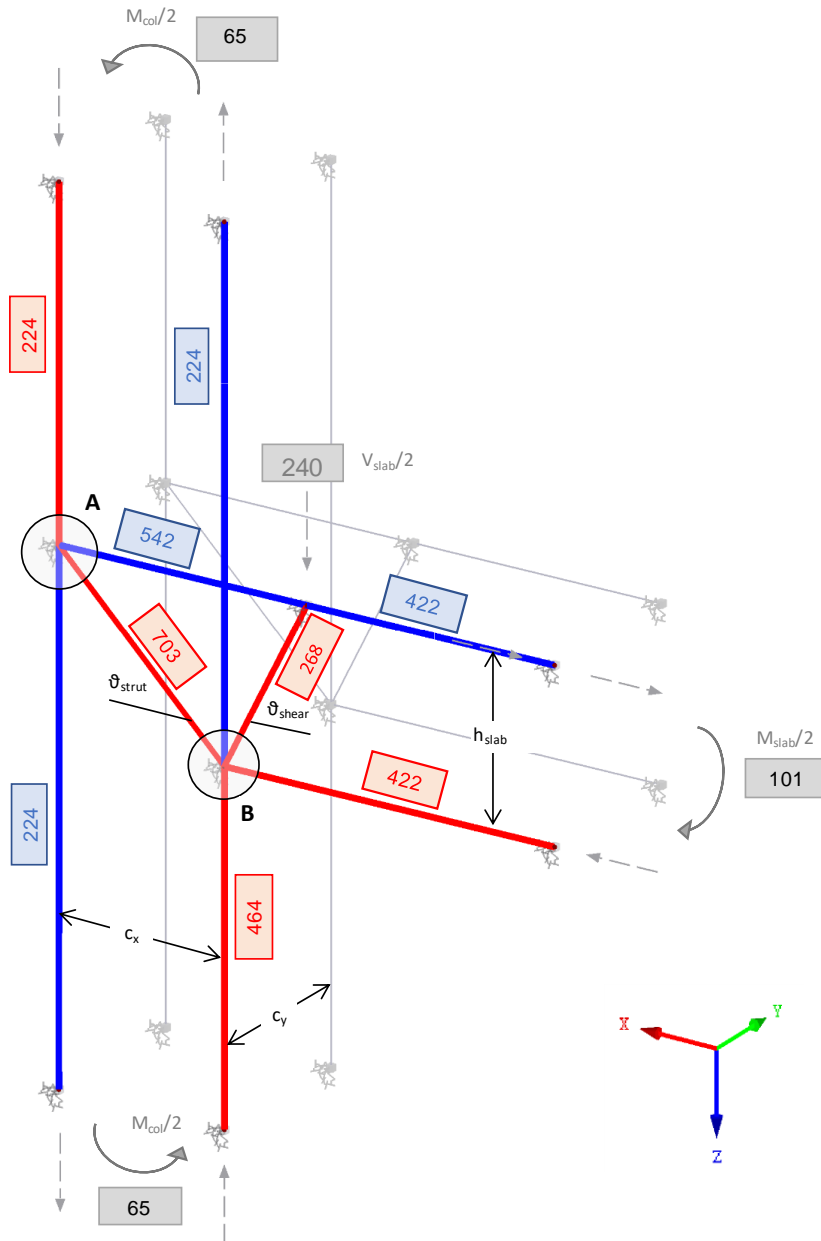 M_col/2
65
224
224
240
V_slab/2
A
542
422
703
268
ϑ_strut
ϑ_shear
h_slab
M_slab/2
101
422
B
224
464
c_x
c_y
X
Y
Z
M_col/2
65